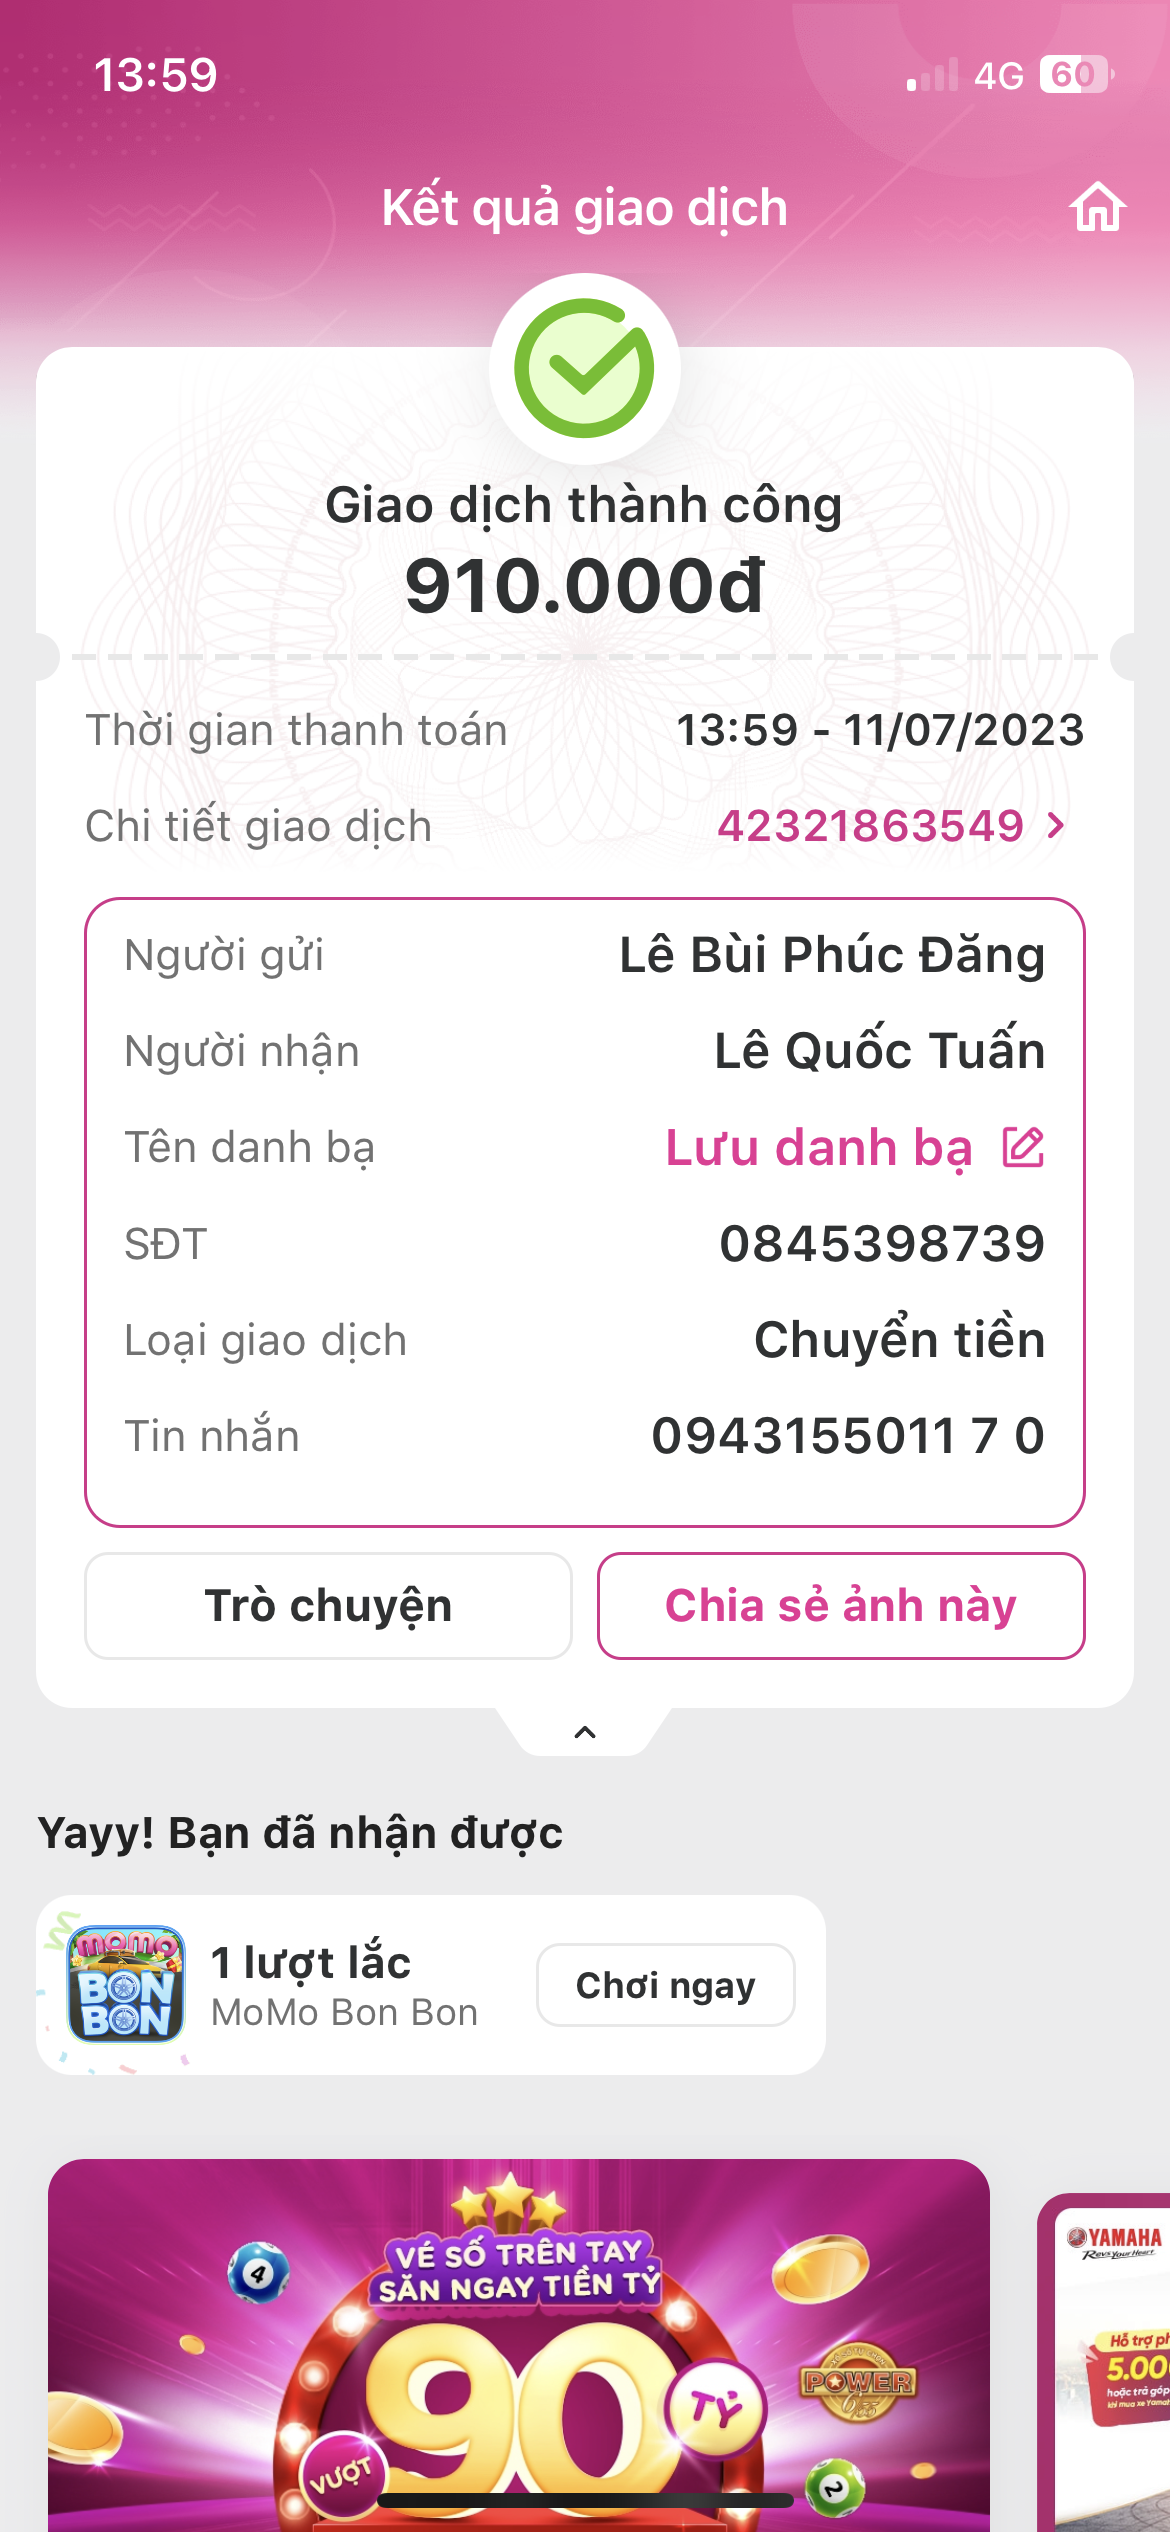 13:59
4G 60
Kết quả giao dịch
Giao dịch thành công
910.000đ
Thời gian thanh toán 13:59 - 11/07/2023
Chi tiết giao dịch 42321863549
Người gửi Lê Bùi Phúc Đăng
Người nhận Lê Quốc Tuấn
Tên danh bạ Lưu danh bạ
SĐT 0845398739
Loại giao dịch Chuyển tiền
Tin nhắn 0943155011 7 0
Trò chuyện Chia sẻ ảnh này
Yayy! Bạn đã nhận được
momo
BON
BON
1 lượt lắc
MoMo Bon Bon
Chơi ngay
VÉ SỐ TRÊN TAY
SĂN NGAY TIỀN TỶ
4
90
TỶ
VƯỢT
POWER
6/55
2
YAMAHA
Revs Your Heart
Hỗ trợ
5.00
hoặc trả góp
khi mua xe Yamah